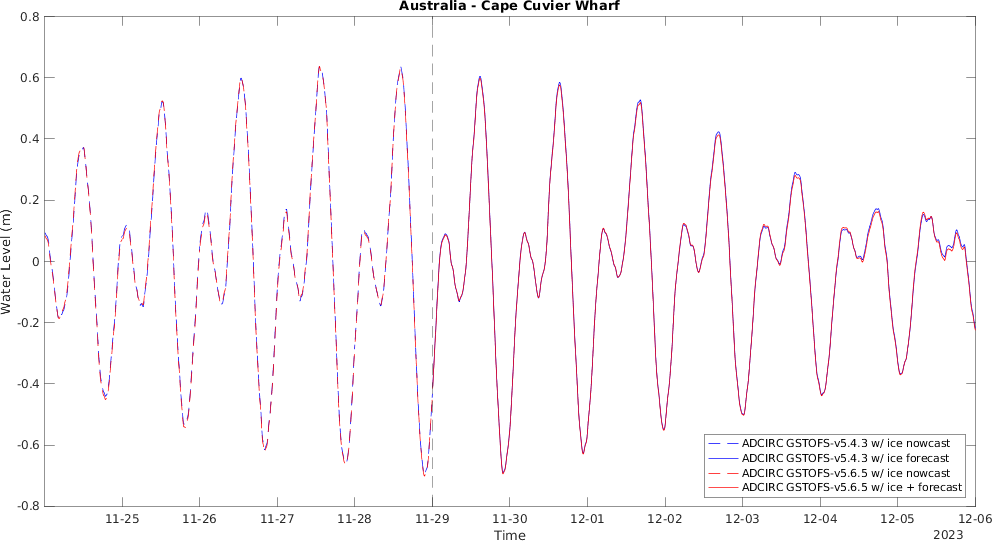 Australia - Cape Cuvier Wharf
0.8
0.6
0.4
0.2
0
-0.2
-0.4
-0.6
-0.8
Water Level (m)
ADCIRC GSTOFS-v5.4.3 w/ ice nowcast
ADCIRC GSTOFS-v5.4.3 w/ ice forecast
ADCIRC GSTOFS-v5.6.5 w/ ice nowcast
ADCIRC GSTOFS-v5.6.5 w/ ice + forecast
11-25 11-26 11-27 11-28 11-29 11-30 12-01 12-02 12-03 12-04 12-05 12-06
Time
2023